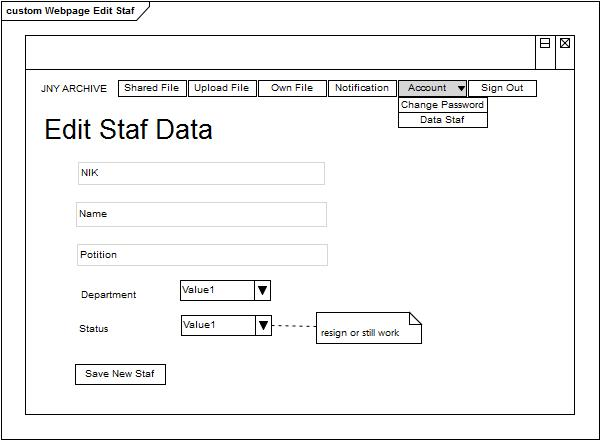 custom Webpage Edit Staf
JNY ARCHIVE Shared File Upload File Own File Notification Account Sign Out
Change Password
Data Staf
Edit Staf Data
NIK
Name
Potition
Department Value1
Status Value1
resign or still work
Save New Staf